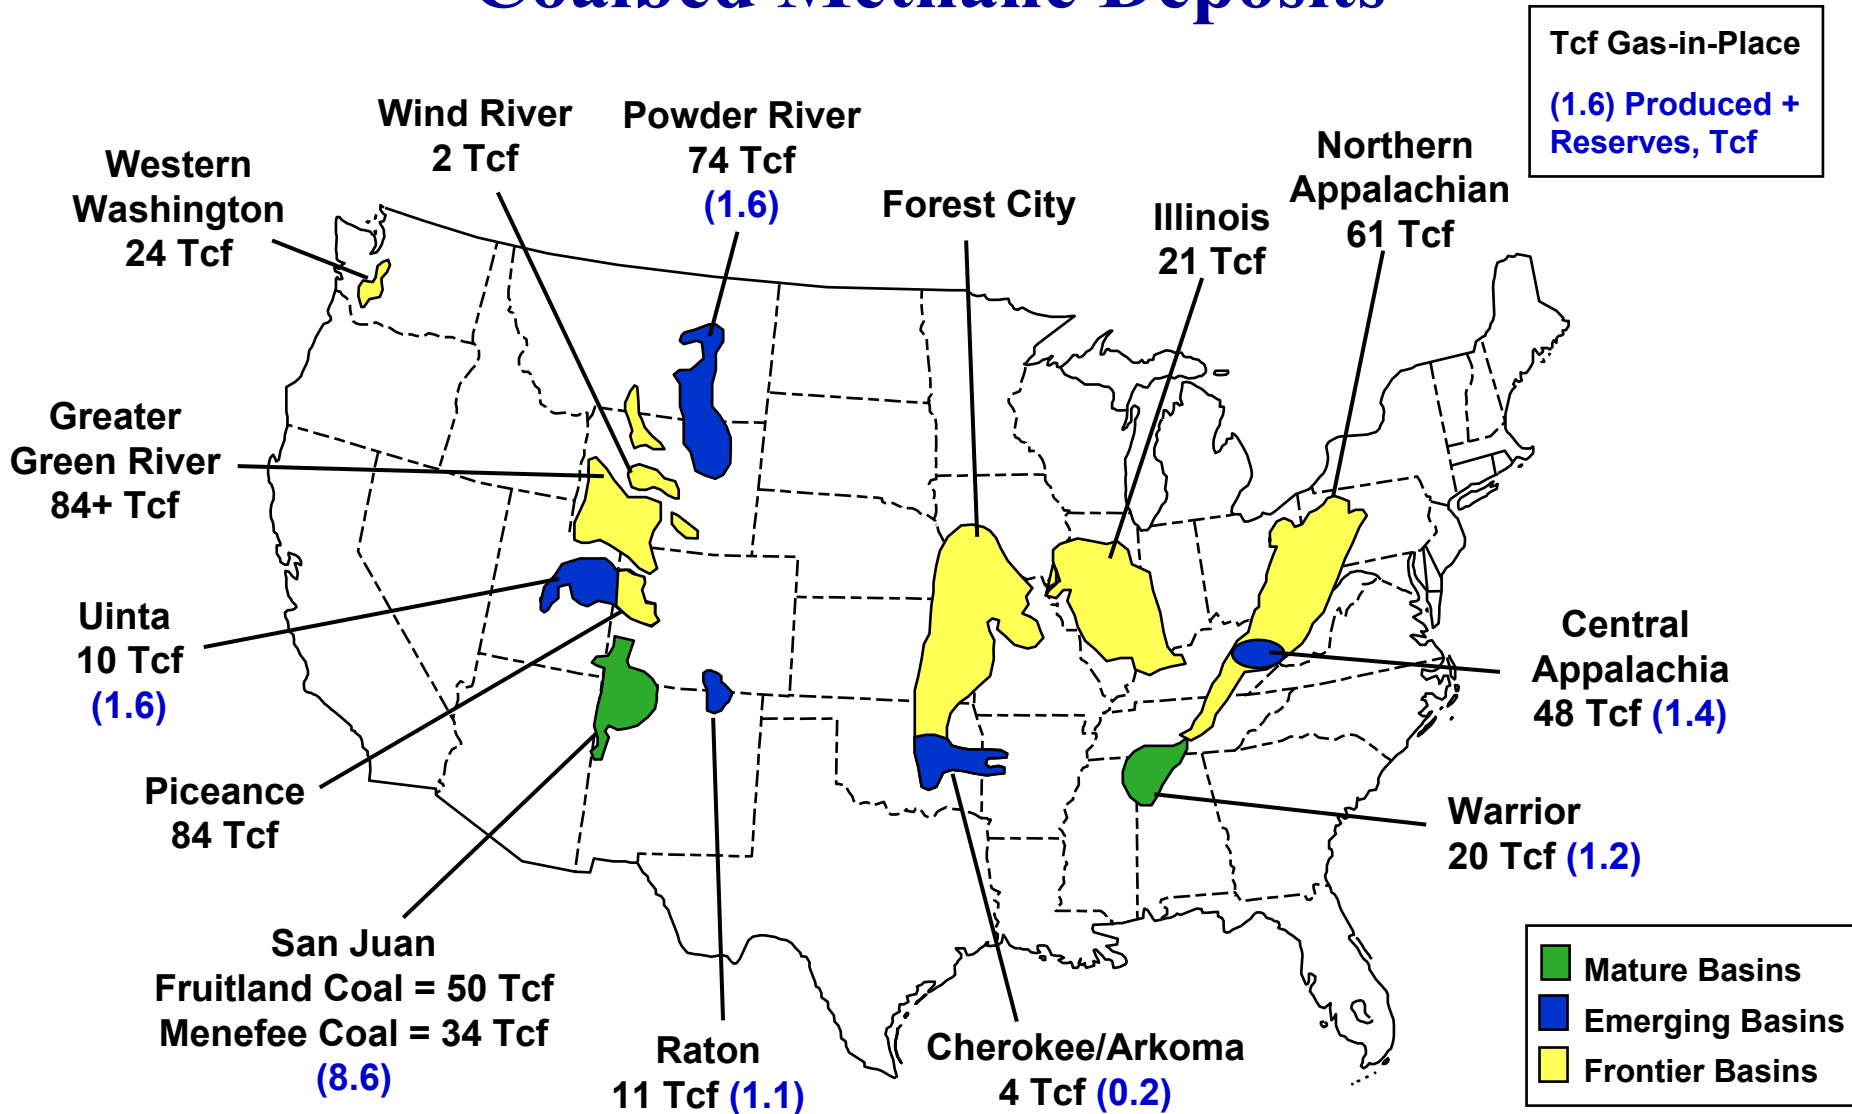 Coalbed Methane Deposits
Tcf Gas-in-Place
(1.6) Produced +
Reserves, Tcf
Wind River
2 Tcf
Powder River
74 Tcf
(1.6)
Western
Washington
24 Tcf
Forest City
Illinois
21 Tcf
Northern
Appalachian
61 Tcf
Greater
Green River
84+ Tcf
Uinta
10 Tcf
(1.6)
Central
Appalachia
48 Tcf (1.4)
Piceance
84 Tcf
Warrior
20 Tcf (1.2)
San Juan
Fruitland Coal = 50 Tcf
Menefee Coal = 34 Tcf
(8.6)
Raton
11 Tcf (1.1)
Cherokee/Arkoma
4 Tcf (0.2)
Mature Basins
Emerging Basins
Frontier Basins